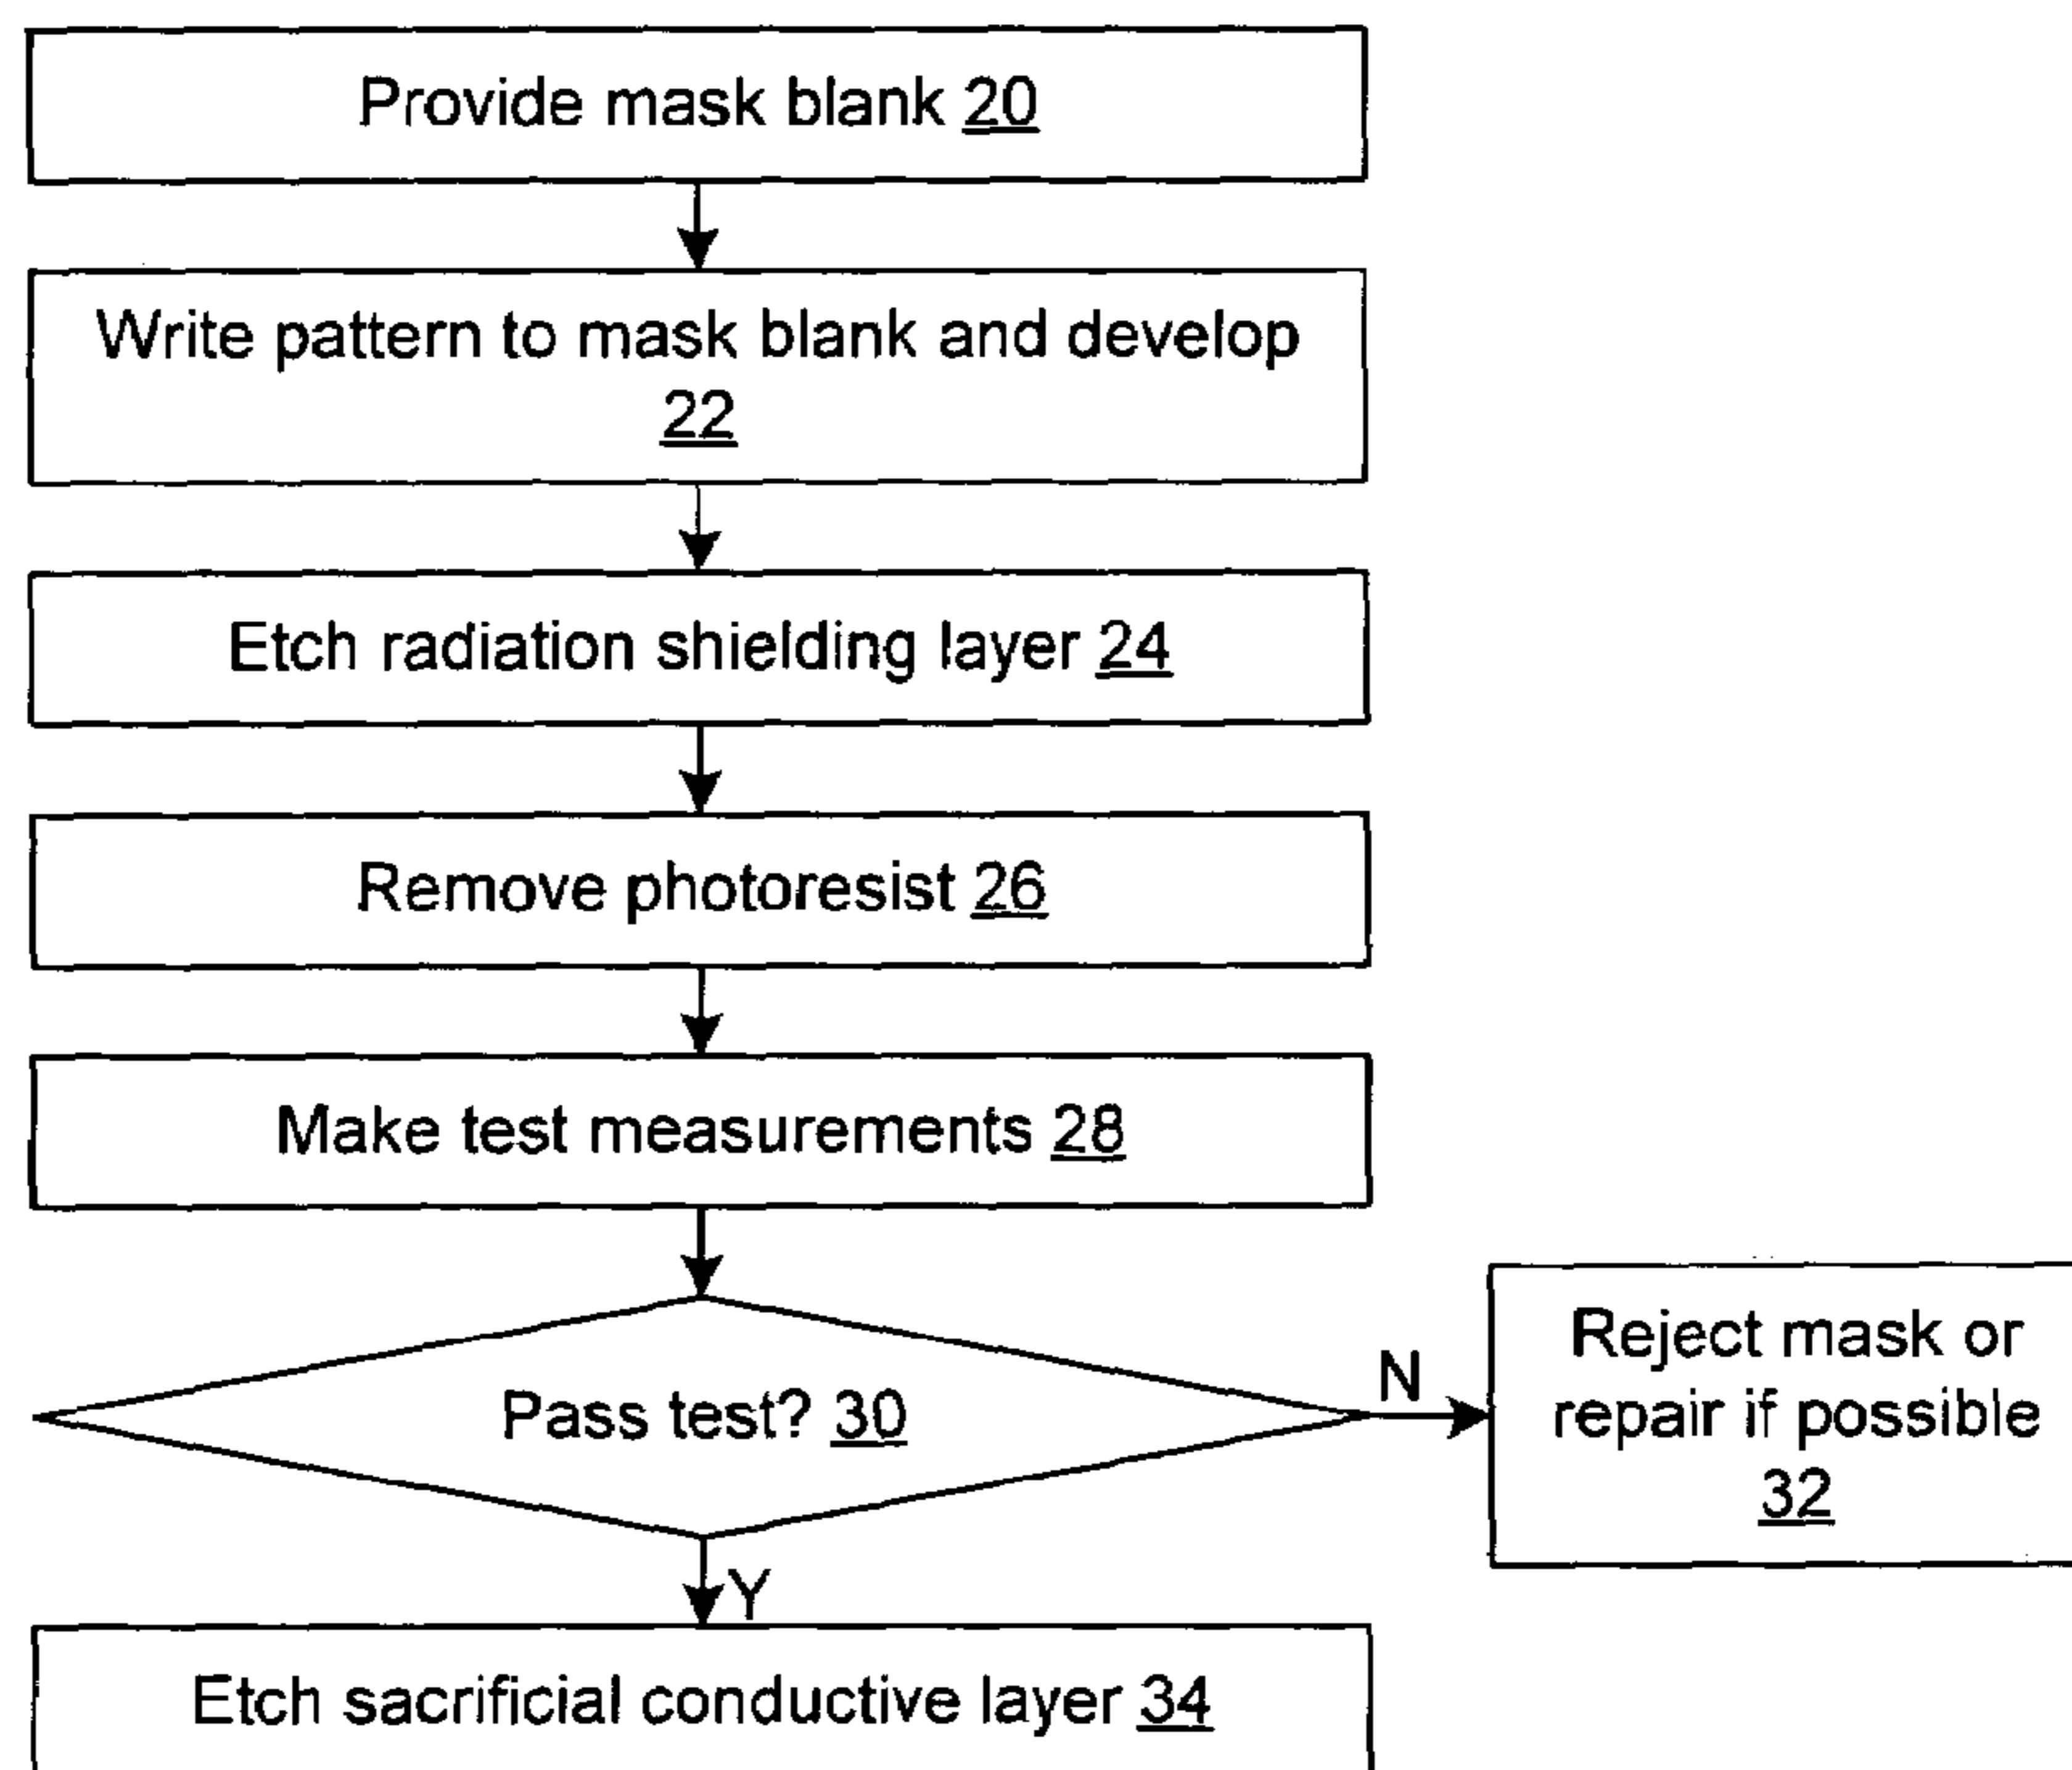 Provide mask blank 20
Write pattern to mask blank and develop
22
Etch radiation shielding layer 24
Remove photoresist 26
Make test measurements 28
Pass test? 30
N
Reject mask or
repair if possible
32
Y
Etch sacrificial conductive layer 34